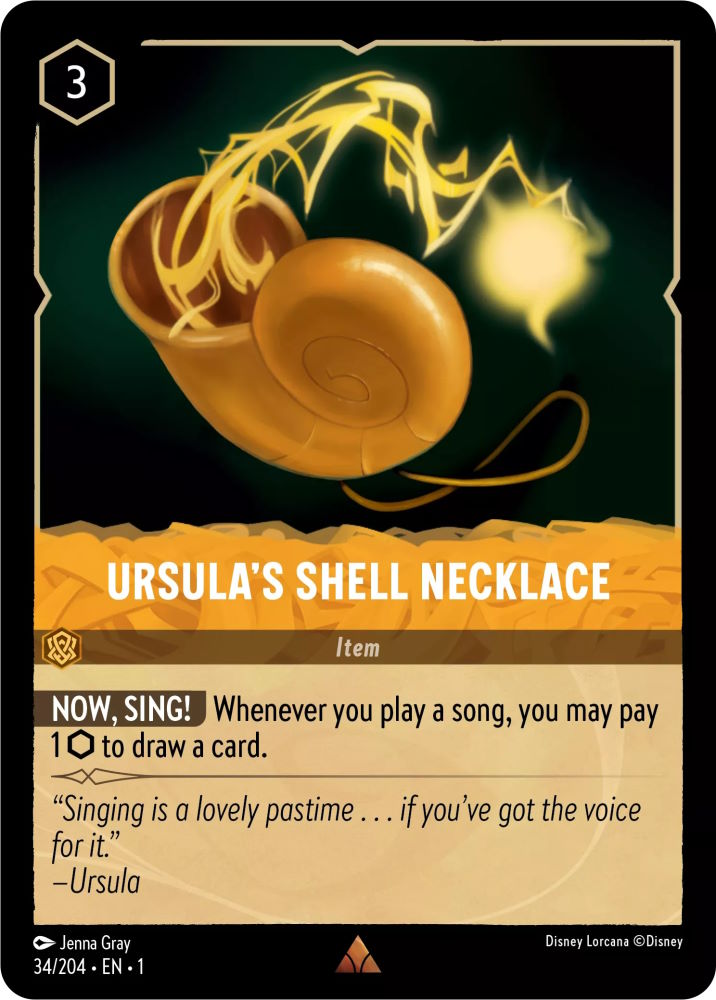 3
URSULA’S SHELL NECKLACE
Item
NOW, SING! Whenever you play a song, you may pay
1 ⬡ to draw a card.
“Singing is a lovely pastime . . . if you’ve got the voice
for it.”
–Ursula
Jenna Gray
Disney Lorcana ©Disney
34/204 • EN • 1